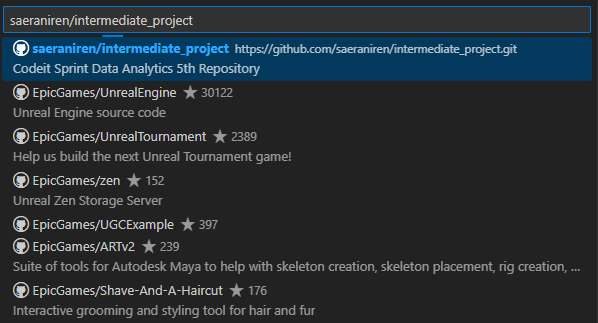 saeraniren/intermediate_project
saeraniren/intermediate_project https://github.com/saeraniren/intermediate_project.git
Codeit Sprint Data Analytics 5th Repository
EpicGames/UnrealEngine ★ 30122
Unreal Engine source code
EpicGames/UnrealTournament ★ 2389
Help us build the next Unreal Tournament game!
EpicGames/zen ★ 152
Unreal Zen Storage Server
EpicGames/UGCExample ★ 397
EpicGames/ARTv2 ★ 239
Suite of tools for Autodesk Maya to help with skeleton creation, skeleton placement, rig creation, ...
EpicGames/Shave-And-A-Haircut ★ 176
Interactive grooming and styling tool for hair and fur